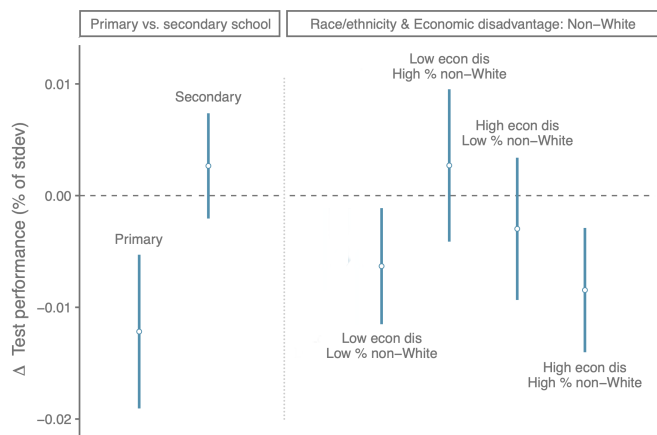 Primary vs. secondary school
Race/ethnicity & Economic disadvantage: Non−White
Δ Test performance (% of stdev)
0.01
0.00
−0.01
−0.02
Primary
Secondary
Low econ dis
Low % non−White
Low econ dis
High % non−White
High econ dis
Low % non−White
High econ dis
High % non−White